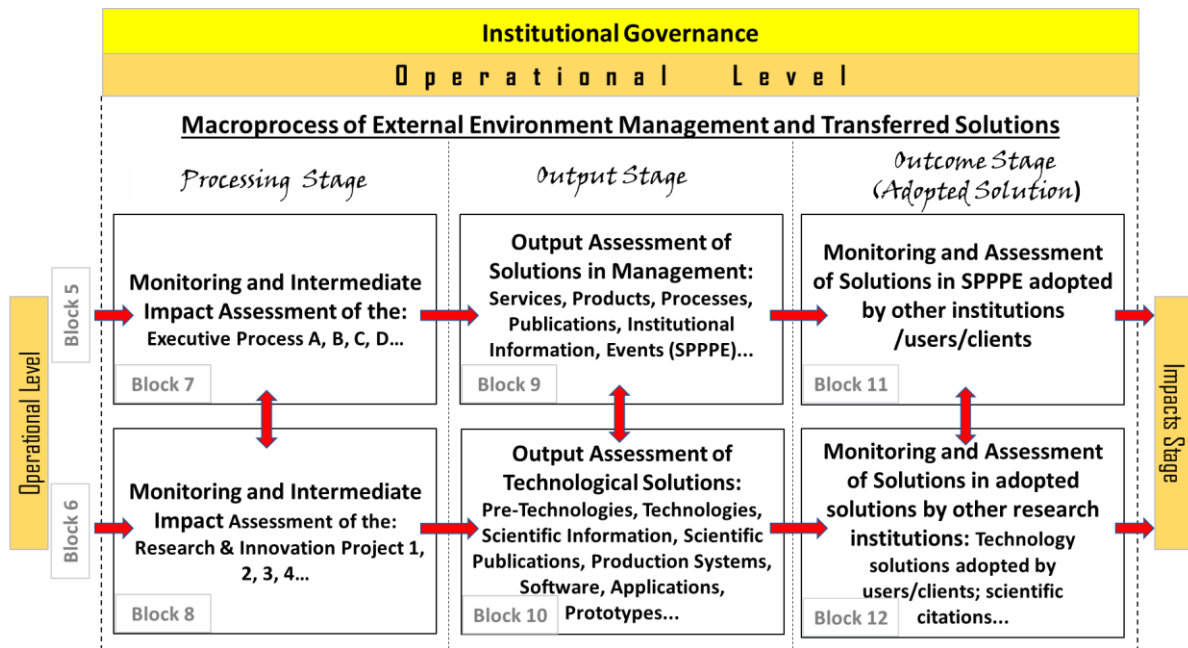 Institutional Governance
Operational Level
Macroprocess of External Environment Management and Transferred Solutions
Processing Stage
Output Stage
Outcome Stage
(Adopted Solution)
Operational Level
Block 5
Monitoring and Intermediate
Impact Assessment of the:
Executive Process A, B, C, D...
Block 7
Output Assessment of
Solutions in Management:
Services, Products, Processes,
Publications, Institutional
Information, Events (SPPPE)...
Block 9
Monitoring and Assessment
of Solutions in SPPPE adopted
by other institutions
/users/clients
Block 11
Impacts Stage
Block 6
Monitoring and Intermediate
Impact Assessment of the:
Research & Innovation Project 1,
2, 3, 4...
Block 8
Output Assessment of
Technological Solutions:
Pre-Technologies, Technologies,
Scientific Information, Scientific
Publications, Production Systems,
Software, Applications,
Prototypes...
Block 10
Monitoring and Assessment
of Solutions in adopted
solutions by other research
institutions: Technology
solutions adopted by
users/clients; scientific
citations...
Block 12